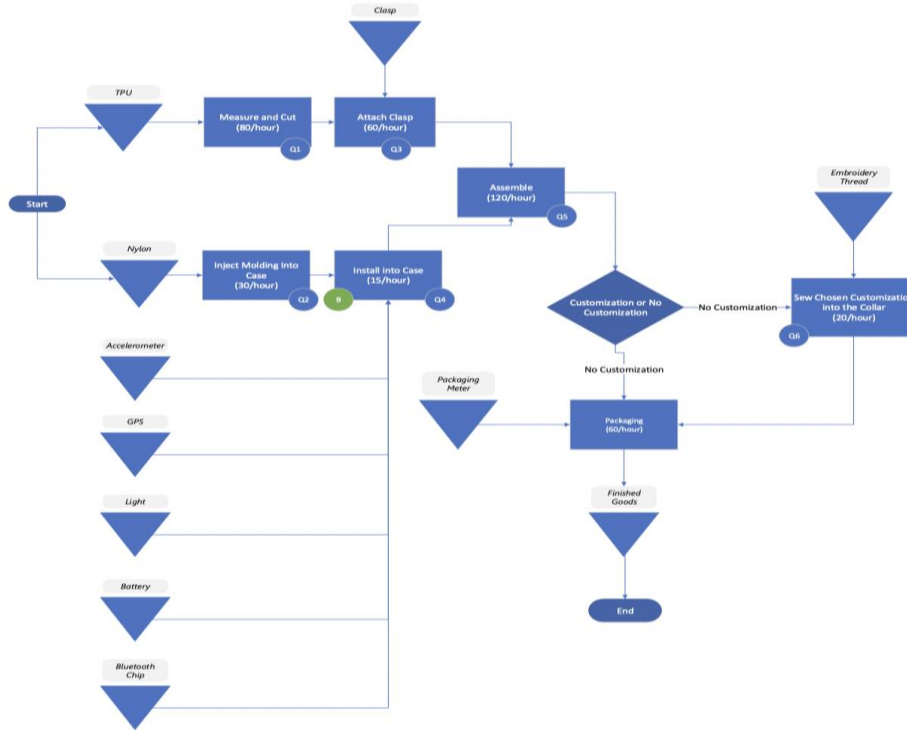 Clasp
TPU
Measure and Cut
(80/hour)
Q1
Attach Clasp
(60/hour)
Q3
Start
Assemble
(120/hour)
Q5
Embroidery
Thread
Nylon
Inject Molding Into
Case
(30/hour)
Q2
Install Into Case
(15/hour)
B
Q4
Customization or No
Customization
No Customization
Sew Chosen Customization
into the Collar
(20/hour)
Q6
Accelerometer
No Customization
Packaging
Meter
Packaging
(60/hour)
GPS
Light
Finished
Goods
Battery
End
Bluetooth
Chip